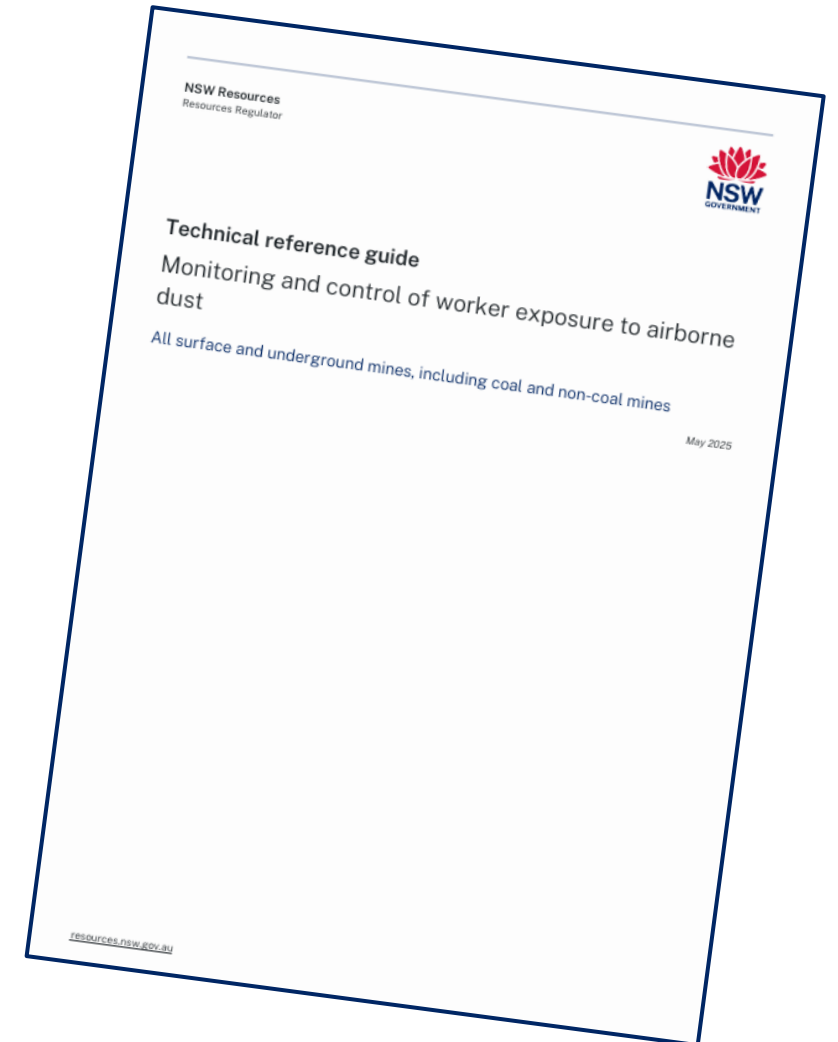 NSW Resources
Resources Regulator
NSW
GOVERNMENT
Technical reference guide
Monitoring and control of worker exposure to airborne
dust
All surface and underground mines, including coal and non-coal mines
May 2025
resources.nsw.gov.au